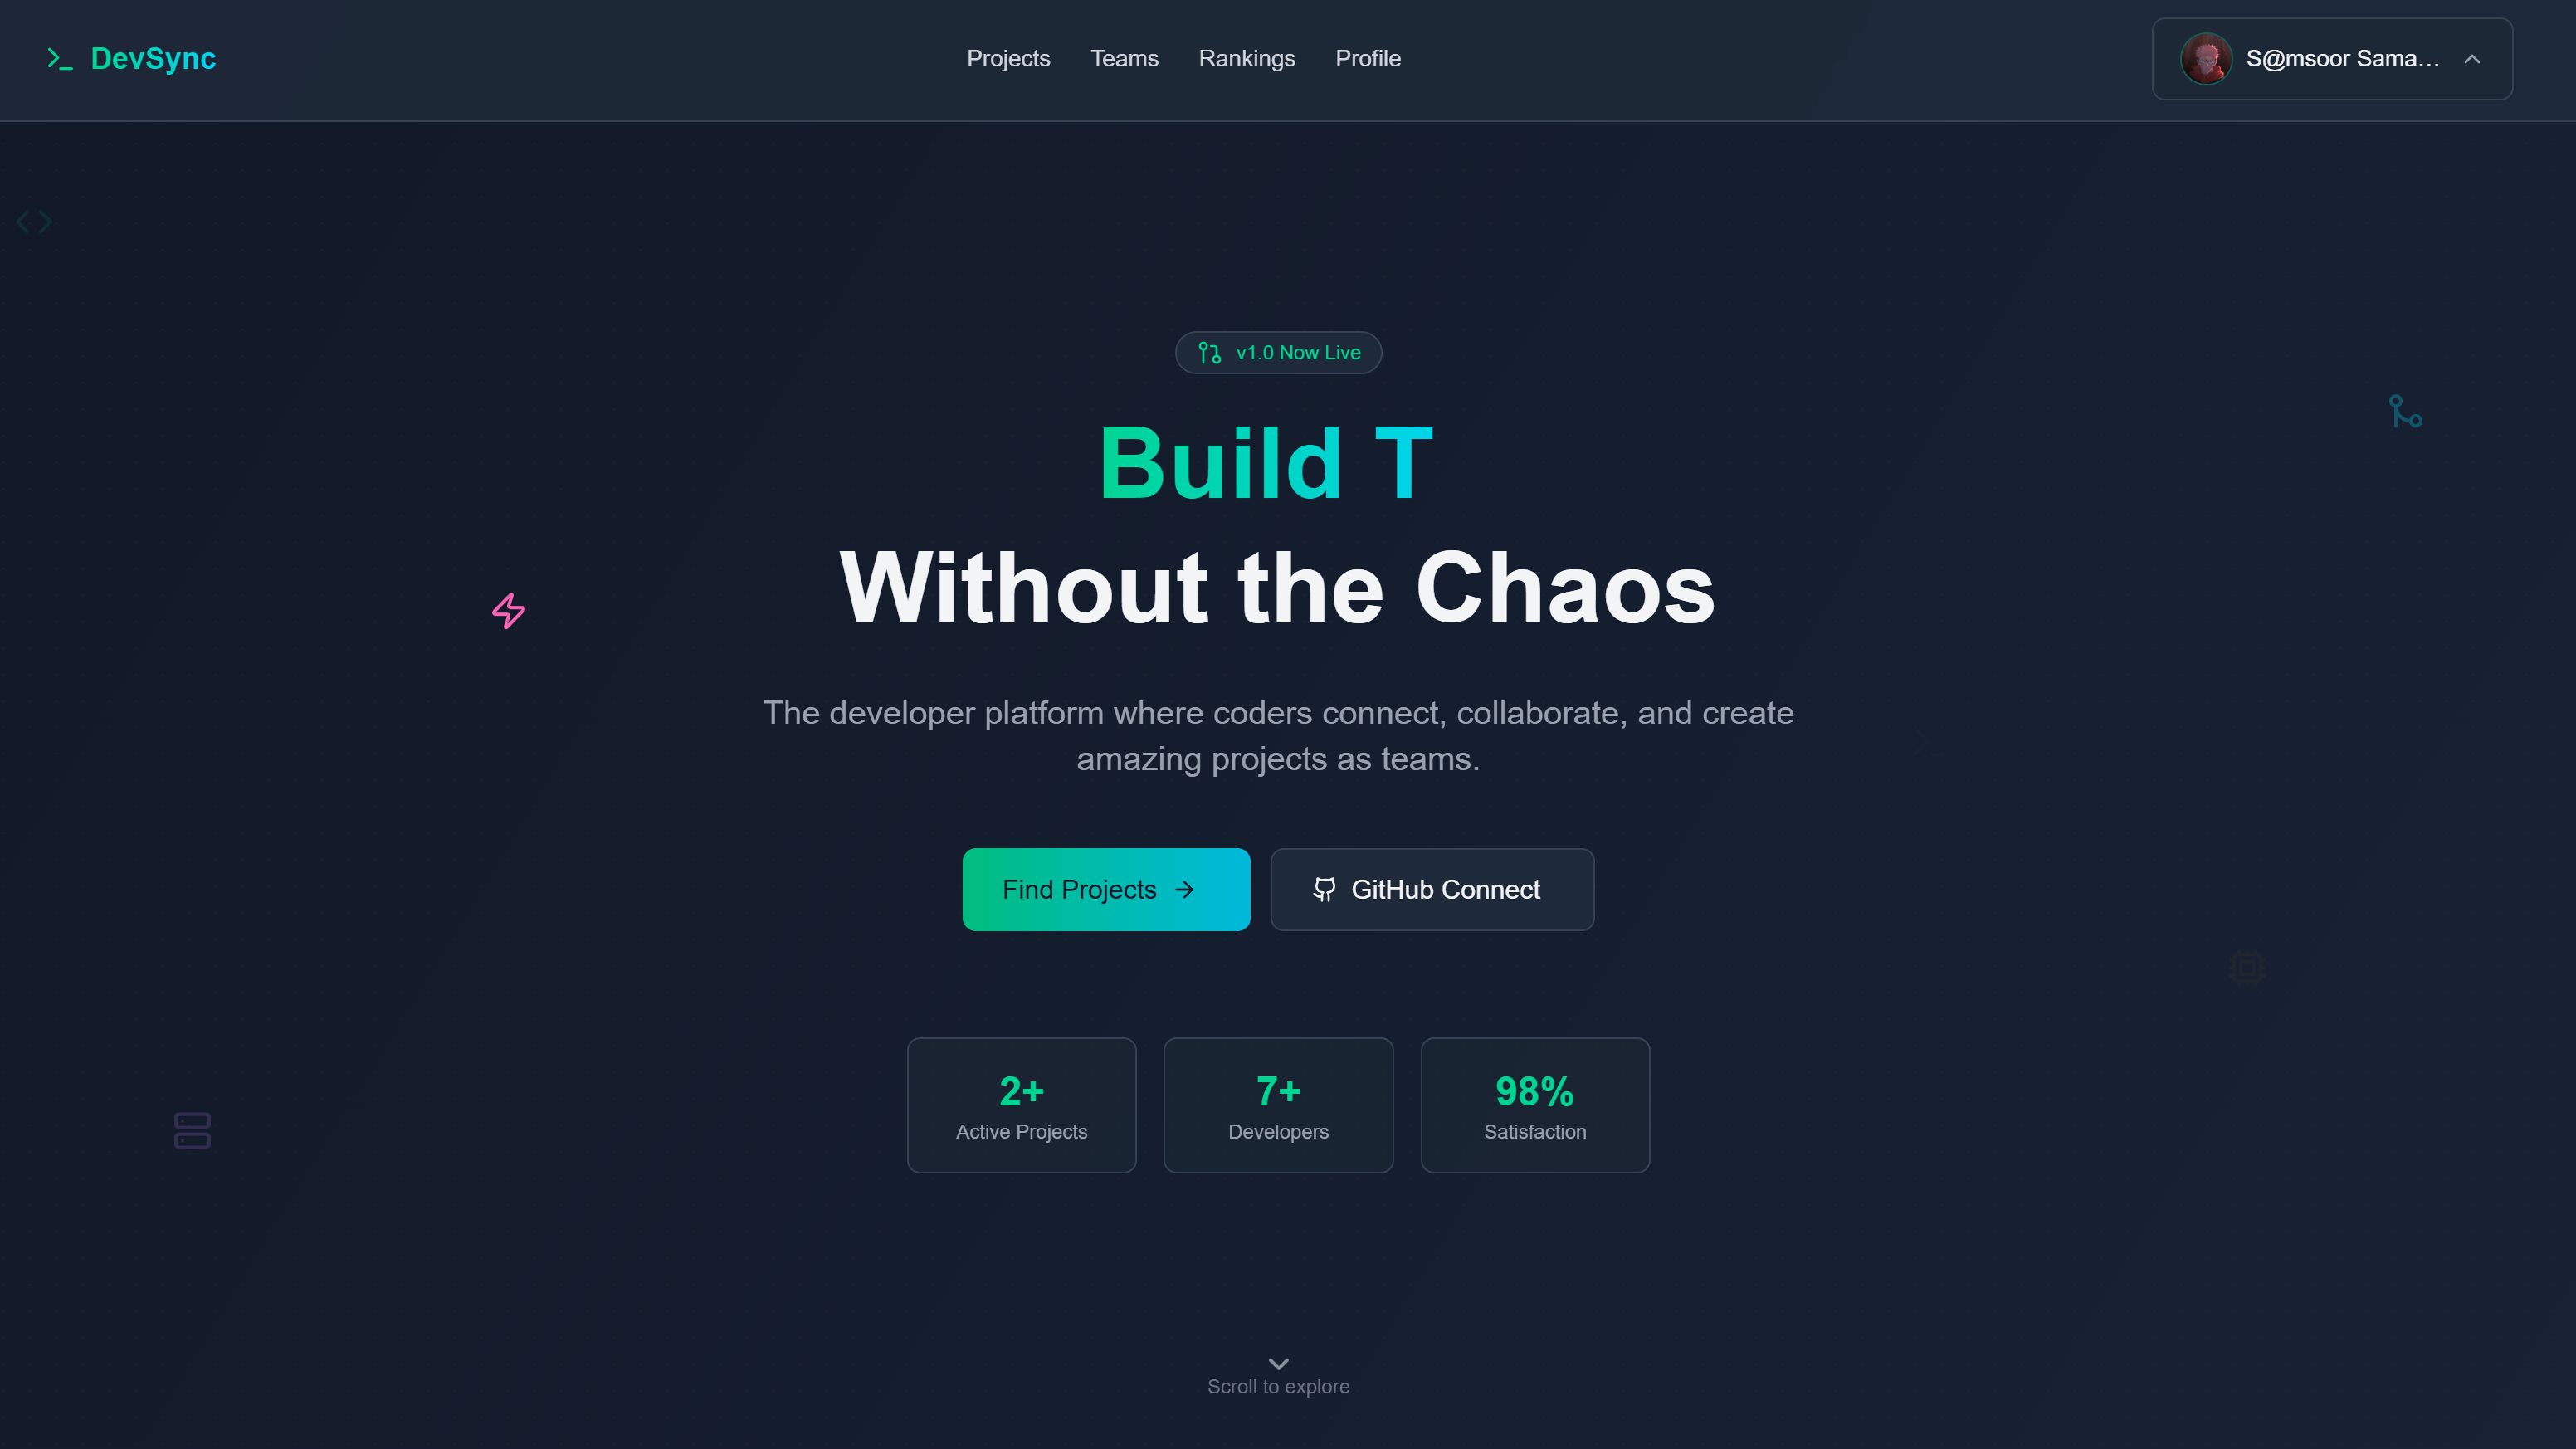 DevSync
Projects
Teams
Rankings
Profile
S@msoor Sama...
v1.0 Now Live
Build T
Without the Chaos
The developer platform where coders connect, collaborate, and create
amazing projects as teams.
Find Projects
GitHub Connect
2+
Active Projects
7+
Developers
98%
Satisfaction
Scroll to explore